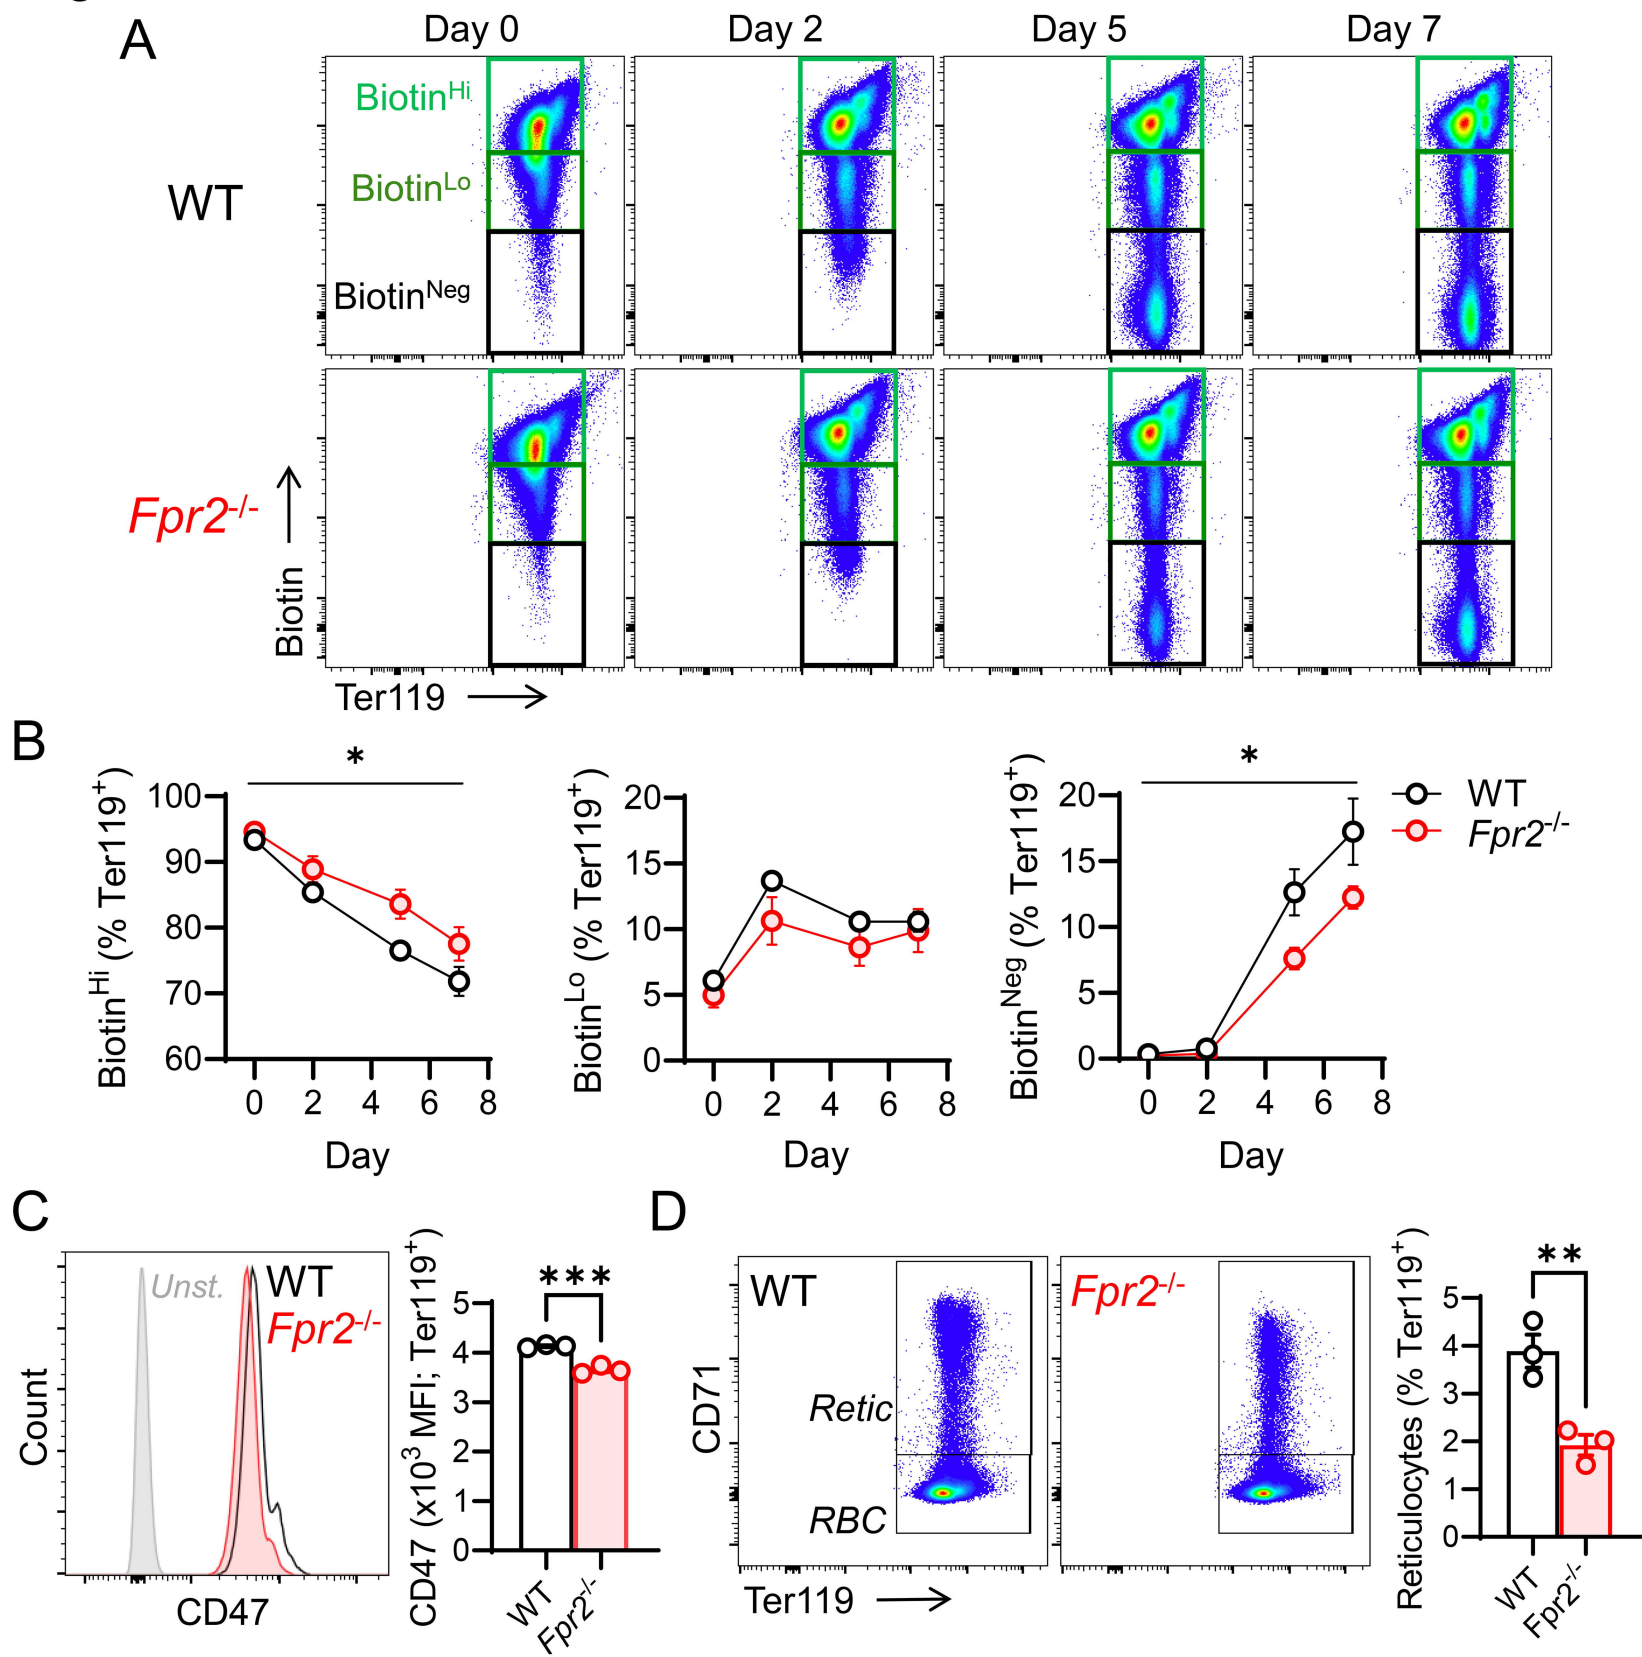 A
Day 0
Day 2
Day 5
Day 7
WT
BiotinHi
BiotinLo
BiotinNeg
Fpr2-/-
Biotin
Ter119
B
BiotinHi (% Ter119+)
100
90
80
70
60
0 2 4 6 8
Day
*
BiotinLo (% Ter119+)
20
15
10
5
0
0 2 4 6 8
Day
BiotinNeg (% Ter119+)
20
15
10
5
0
0 2 4 6 8
Day
*
WT
Fpr2-/-
C
Count
Unst.
WT
Fpr2-/-
CD47
CD47 (x103 MFI; Ter119+)
5
4
3
2
1
0
***
WT
Fpr2-/-
D
CD71
WT
Retic
RBC
Fpr2-/-
Ter119
Reticulocytes (% Ter119+)
5
4
3
2
1
0
**
WT
Fpr2-/-